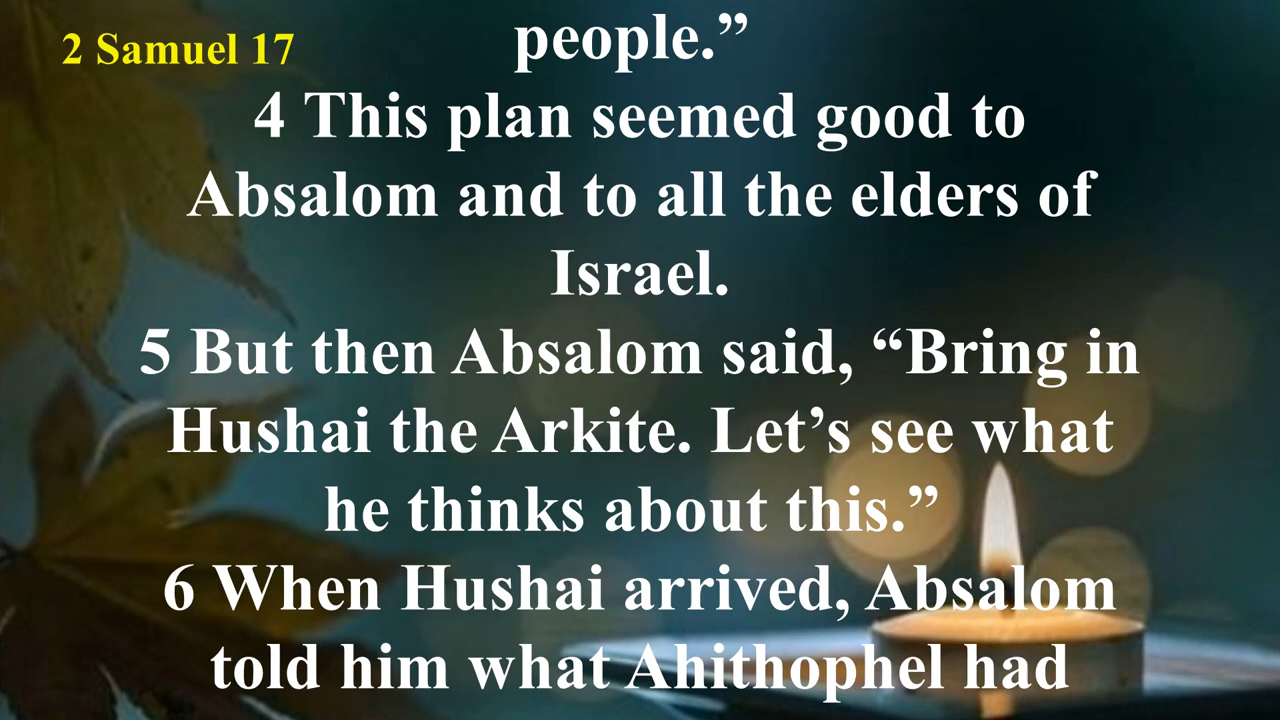 2 Samuel 17
people.”
4 This plan seemed good to
Absalom and to all the elders of
Israel.
5 But then Absalom said, “Bring in
Hushai the Arkite. Let’s see what
he thinks about this.”
6 When Hushai arrived, Absalom
told him what Ahithophel had